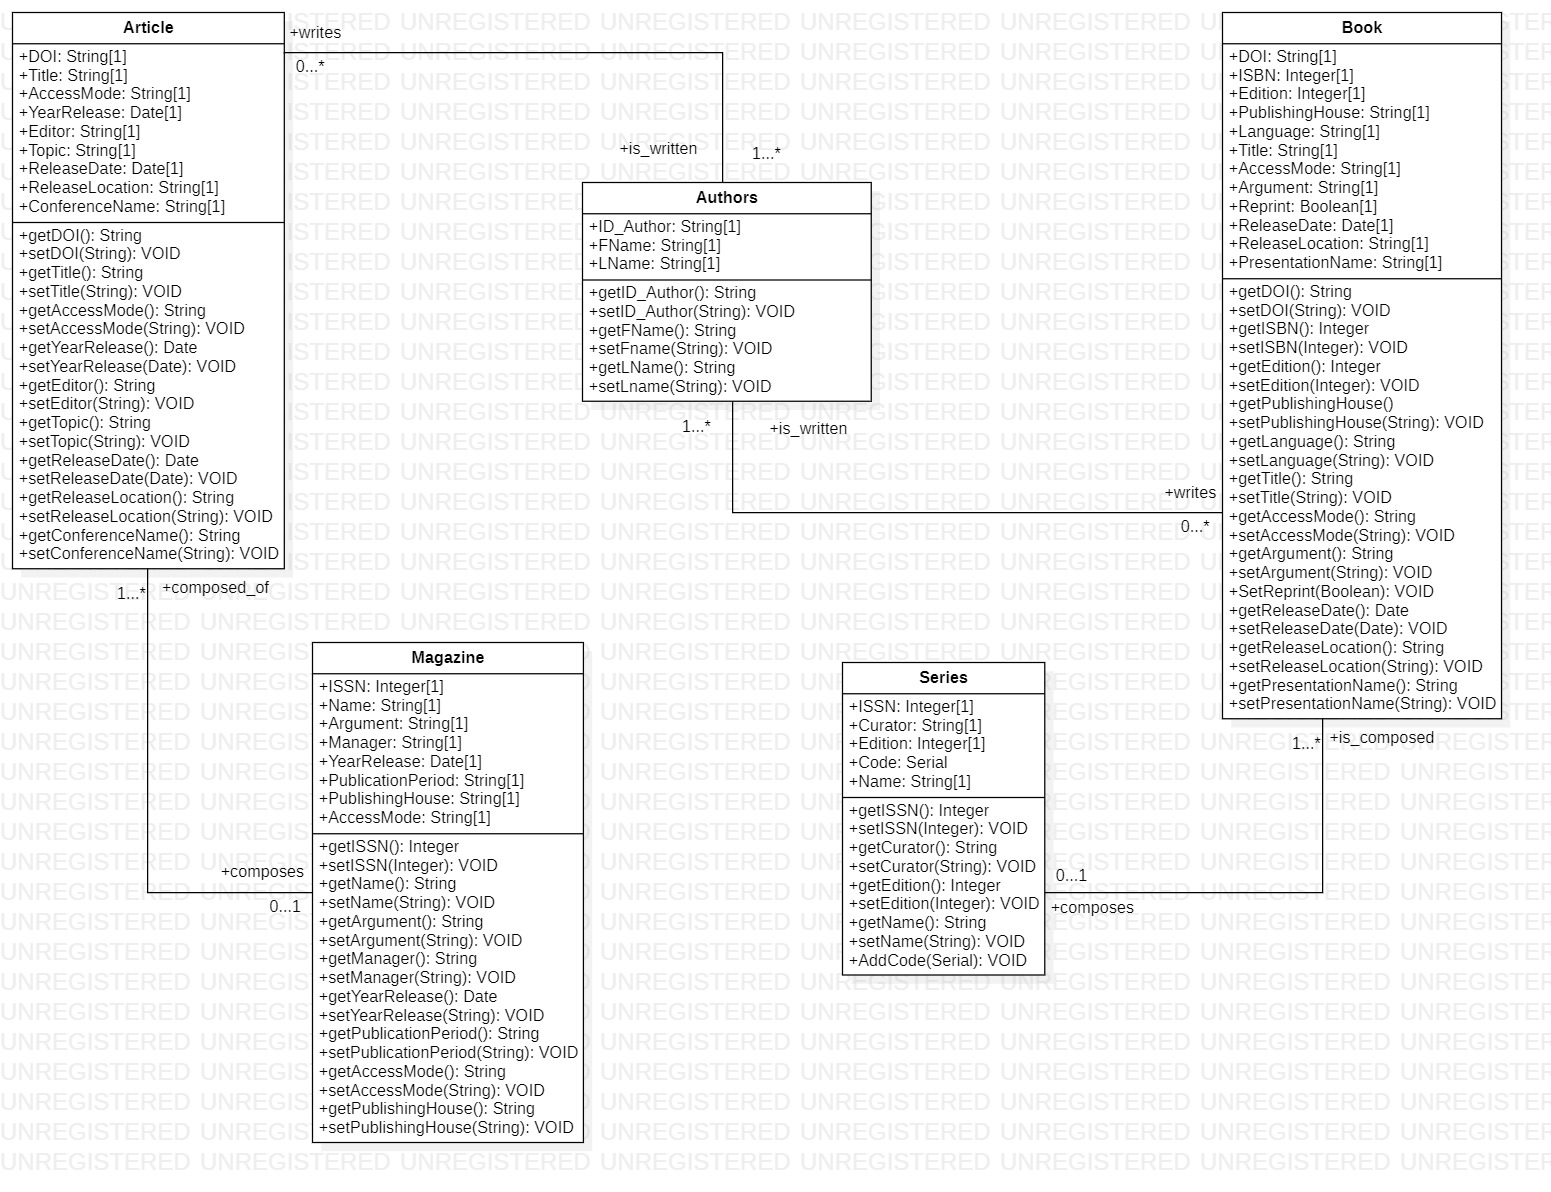 Article
+DOI: String[1]
+Title: String[1]
+AccessMode: String[1]
+YearRelease: Date[1]
+Editor: String[1]
+Topic: String[1]
+ReleaseDate: Date[1]
+ReleaseLocation: String[1]
+ConferenceName: String[1]
+getDOI(): String
+setDOI(String): VOID
+getTitle(): String
+setTitle(String): VOID
+getAccessMode(): String
+setAccessMode(String): VOID
+getYearRelease(): Date
+setYearRelease(Date): VOID
+getEditor(): String
+setEditor(String): VOID
+getTopic(): String
+setTopic(String): VOID
+getReleaseDate(): Date
+setReleaseDate(Date): VOID
+getReleaseLocation(): String
+setReleaseLocation(String): VOID
+getConferenceName(): String
+setConferenceName(String): VOID
+writes
0...*
+is_written
1...*
Authors
+ID_Author: String[1]
+FName: String[1]
+LName: String[1]
+getID_Author(): String
+setID_Author(String): VOID
+getFName(): String
+setFname(String): VOID
+getLName(): String
+setLname(String): VOID
1...*
+is_written
+writes
0...*
Book
+DOI: String[1]
+ISBN: Integer[1]
+Edition: Integer[1]
+PublishingHouse: String[1]
+Language: String[1]
+Title: String[1]
+AccessMode: String[1]
+Argument: String[1]
+Reprint: Boolean[1]
+ReleaseDate: Date[1]
+ReleaseLocation: String[1]
+PresentationName: String[1]
+getDOI(): String
+setDOI(String): VOID
+getISBN(): Integer
+setISBN(Integer): VOID
+getEdition(): Integer
+setEdition(Integer): VOID
+getPublishingHouse()
+setPublishingHouse(String): VOID
+getLanguage(): String
+setLanguage(String): VOID
+getTitle(): String
+setTitle(String): VOID
+getAccessMode(): String
+setAccessMode(String): VOID
+getArgument(): String
+setArgument(String): VOID
+SetReprint(Boolean): VOID
+getReleaseDate(): Date
+setReleaseDate(Date): VOID
+getReleaseLocation(): String
+setReleaseLocation(String): VOID
+getPresentationName(): String
+setPresentationName(String): VOID
1...*
+composed_of
+composes
0...1
Magazine
+ISSN: Integer[1]
+Name: String[1]
+Argument: String[1]
+Manager: String[1]
+YearRelease: Date[1]
+PublicationPeriod: String[1]
+PublishingHouse: String[1]
+AccessMode: String[1]
+getISSN(): Integer
+setISSN(Integer): VOID
+getName(): String
+setName(String): VOID
+getArgument(): String
+setArgument(String): VOID
+getManager(): String
+setManager(String): VOID
+getYearRelease(): Date
+setYearRelease(String): VOID
+getPublicationPeriod(): String
+setPublicationPeriod(String): VOID
+getAccessMode(): String
+setAccessMode(String): VOID
+getPublishingHouse(): String
+setPublishingHouse(String): VOID
Series
+ISSN: Integer[1]
+Curator: String[1]
+Edition: Integer[1]
+Code: Serial
+Name: String[1]
+getISSN(): Integer
+setISSN(Integer): VOID
+getCurator(): String
+setCurator(String): VOID
+getEdition(): Integer
+setEdition(Integer): VOID
+getName(): String
+setName(String): VOID
+AddCode(Serial): VOID
1...*
+is_composed
0...1
+composes
UNREGISTERED